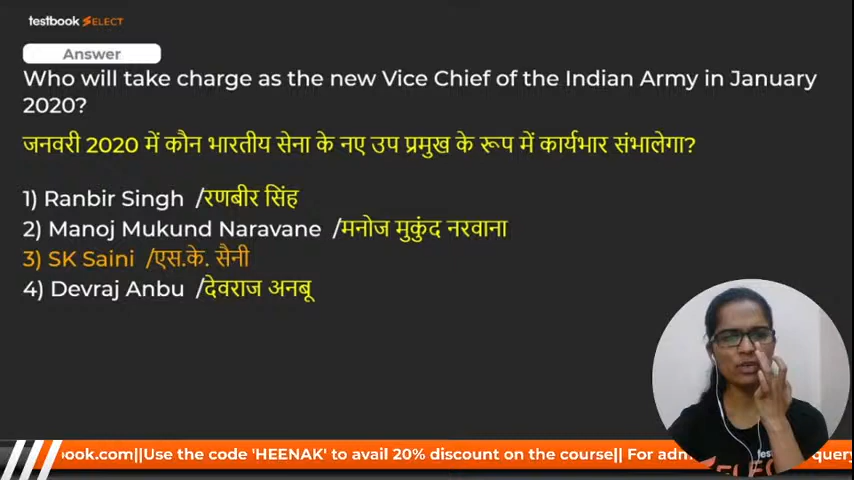 testbook SELECT
Answer
Who will take charge as the new Vice Chief of the Indian Army in January
2020?
जनवरी 2020 में कौन भारतीय सेना के नए उप प्रमुख के रूप में कार्यभार संभालेगा?
1) Ranbir Singh /रणबीर सिंह
2) Manoj Mukund Naravane /मनोज मुकुंद नरवाना
3) SK Saini /एस.के. सैनी
4) Devraj Anbu /देवराज अनबू
ook.com||Use the code 'HEENAK' to avail 20% discount on the course|| For adm
query